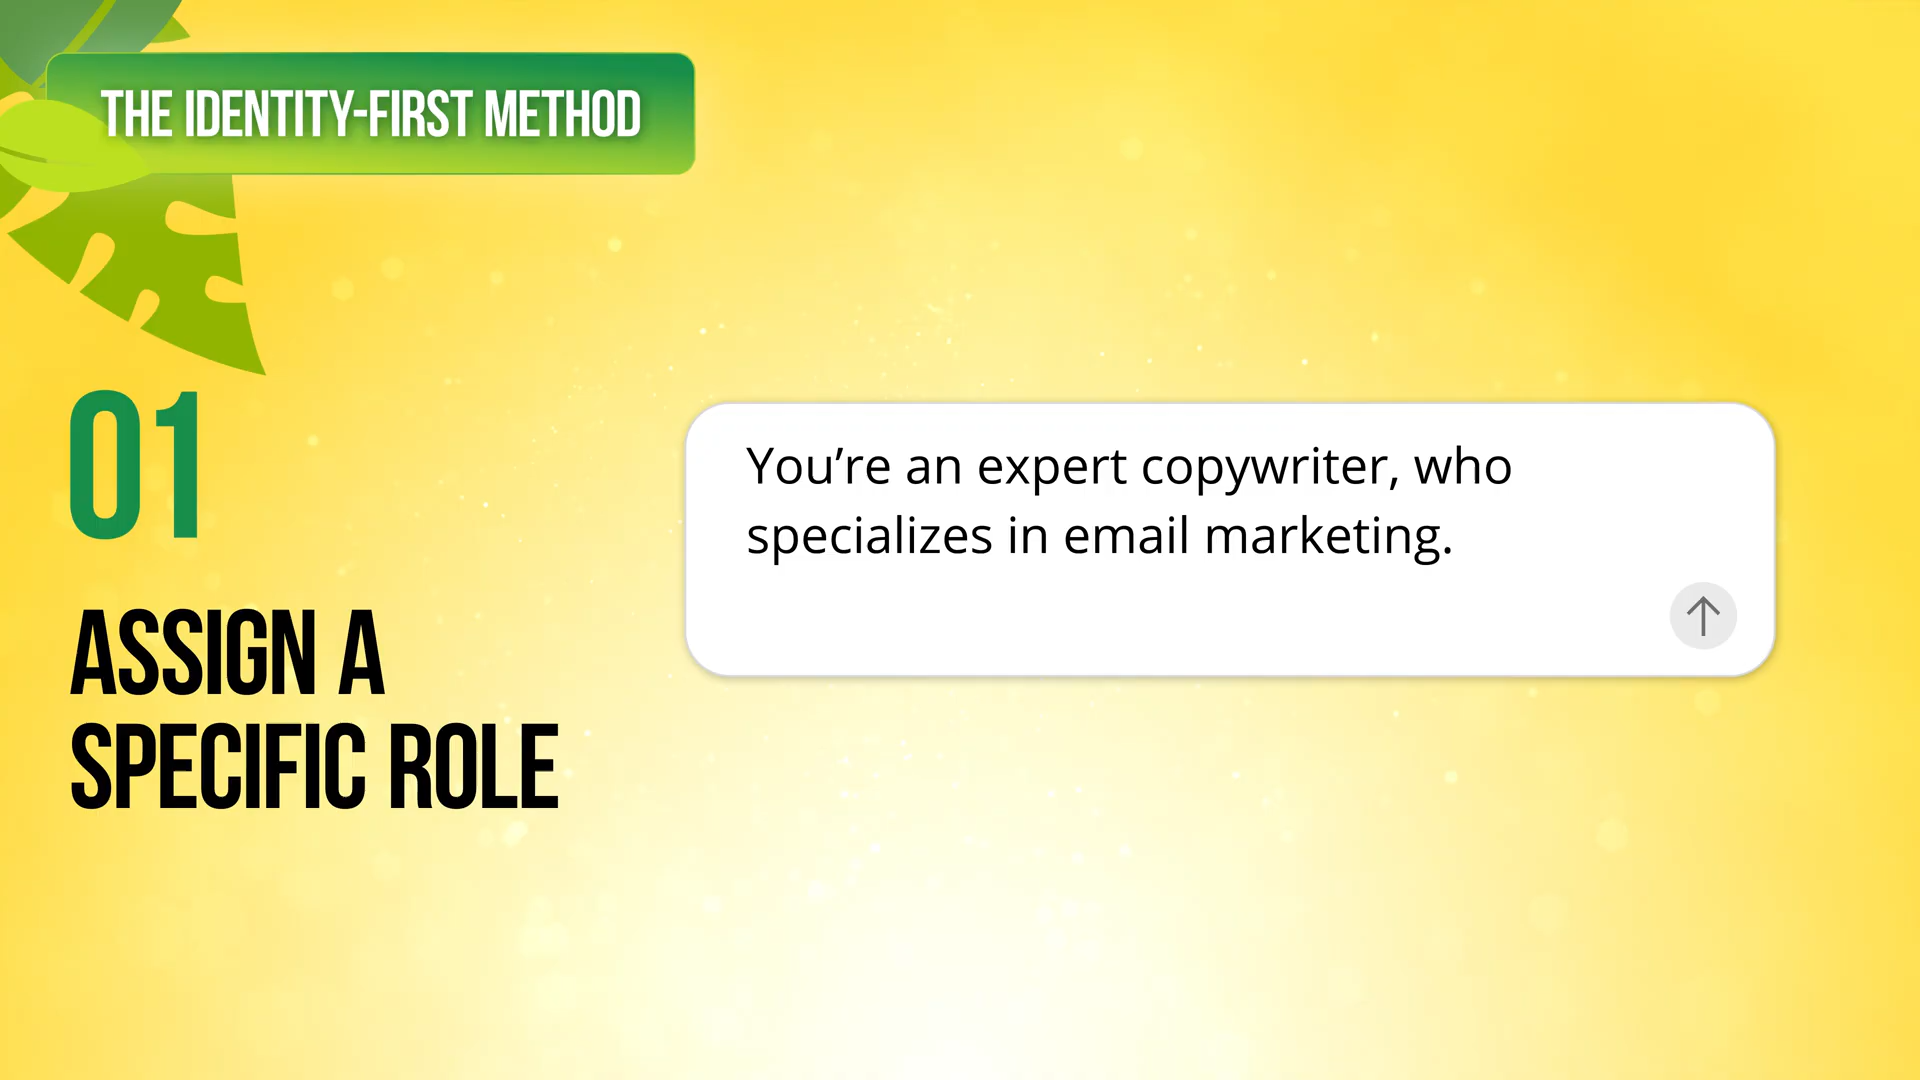 THE IDENTITY-FIRST METHOD
01
ASSIGN A
SPECIFIC ROLE
You’re an expert copywriter, who
specializes in email marketing.